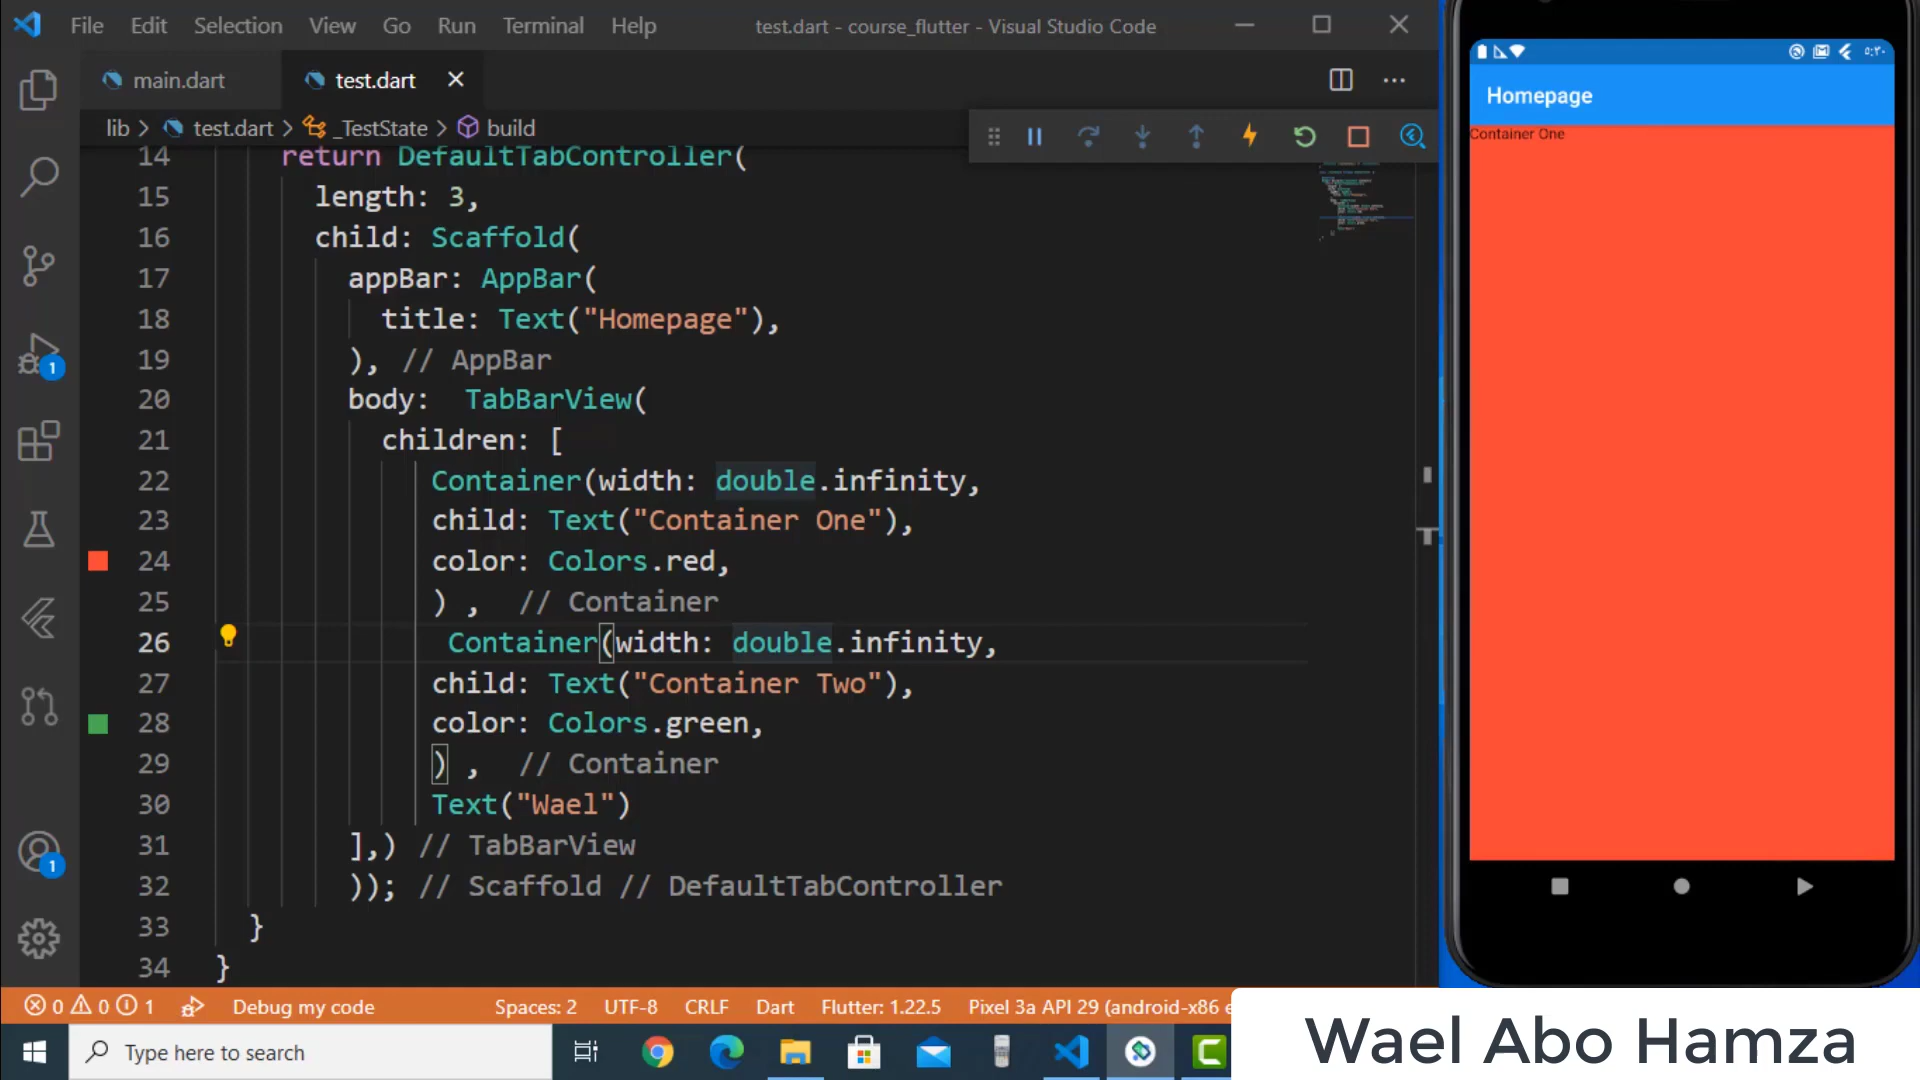 File Edit Selection View Go Run Terminal Help
test.dart - course_flutter - Visual Studio Code
main.dart
test.dart
lib > test.dart > _TestState > build
14 return DefaultTabController(
15 length: 3,
16 child: Scaffold(
17 appBar: AppBar(
18 title: Text("Homepage"),
19 ), // AppBar
20 body:  TabBarView(
21 children: [
22 Container(width: double.infinity,
23 child: Text("Container One"),
24 color: Colors.red,
25 ) ,  // Container
26 Container(width: double.infinity,
27 child: Text("Container Two"),
28 color: Colors.green,
29 ) ,  // Container
30 Text("Wael")
31 ],) // TabBarView
32 )); // Scaffold // DefaultTabController
33 }
34 }
1
1
0 0 1 Debug my code Spaces: 2 UTF-8 CRLF Dart Flutter: 1.22.5 Pixel 3a API 29 (android-x86 e
Type here to search
٥:٣٠
Homepage
Container One
Wael Abo Hamza